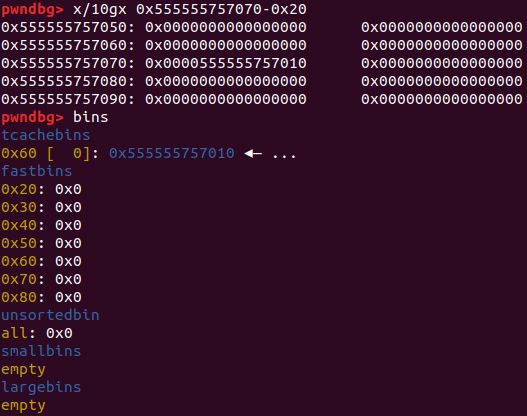 pwndbg> x/10gx 0x555555757070-0x20
0x555555757050: 0x0000000000000000 0x0000000000000000
0x555555757060: 0x0000000000000000 0x0000000000000000
0x555555757070: 0x0000555555757010 0x0000000000000000
0x555555757080: 0x0000000000000000 0x0000000000000000
0x555555757090: 0x0000000000000000 0x0000000000000000
pwndbg> bins
tcachebins
0x60 [  0]: 0x555555757010 ◂— ...
fastbins
0x20: 0x0
0x30: 0x0
0x40: 0x0
0x50: 0x0
0x60: 0x0
0x70: 0x0
0x80: 0x0
unsortedbin
all: 0x0
smallbins
empty
largebins
empty